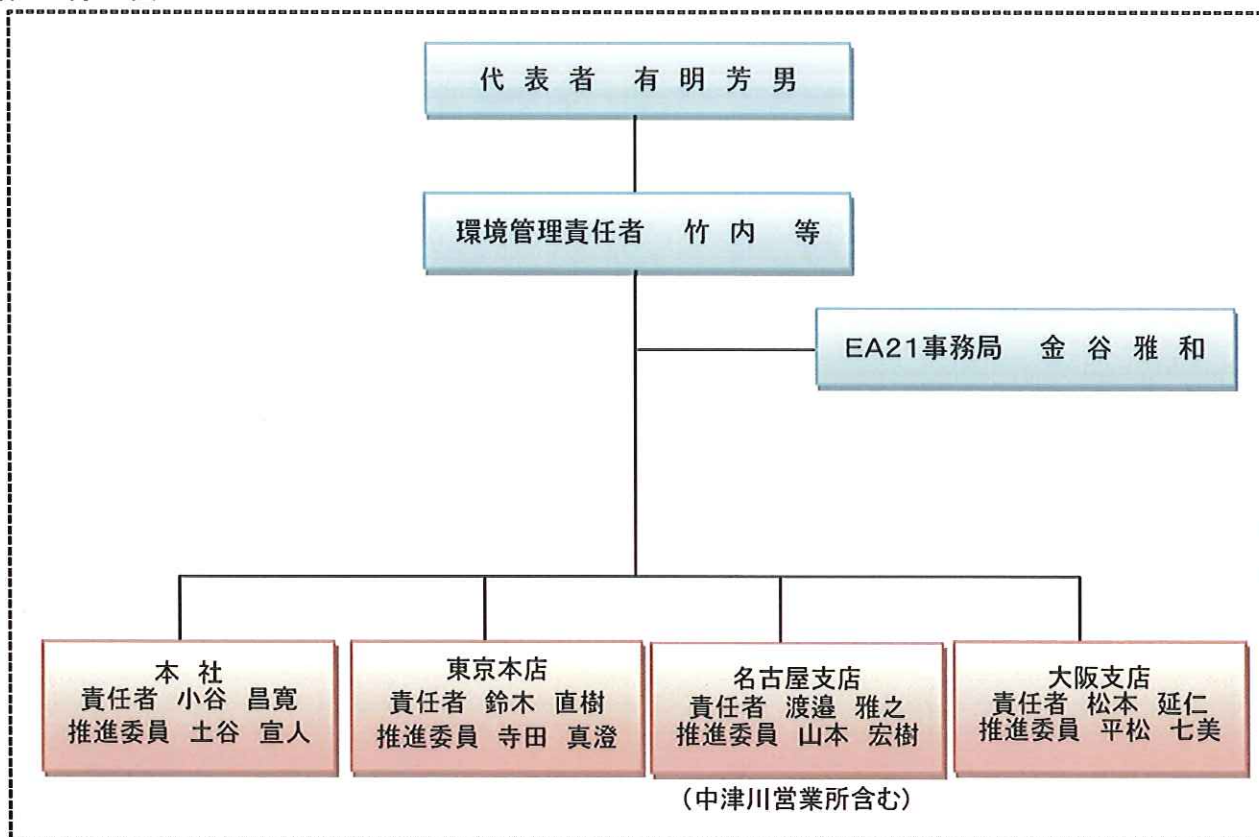 代表者 有明芳男
環境管理責任者 竹内 等
EA21事務局 金谷雅和
本社
責任者 小谷 昌寛
推進委員 土谷 宣人
東京本店
責任者 鈴木 直樹
推進委員 寺田 真澄
名古屋支店
責任者 渡邉 雅之
推進委員 山本 宏樹
(中津川営業所含む)
大阪支店
責任者 松本 延仁
推進委員 平松 七美